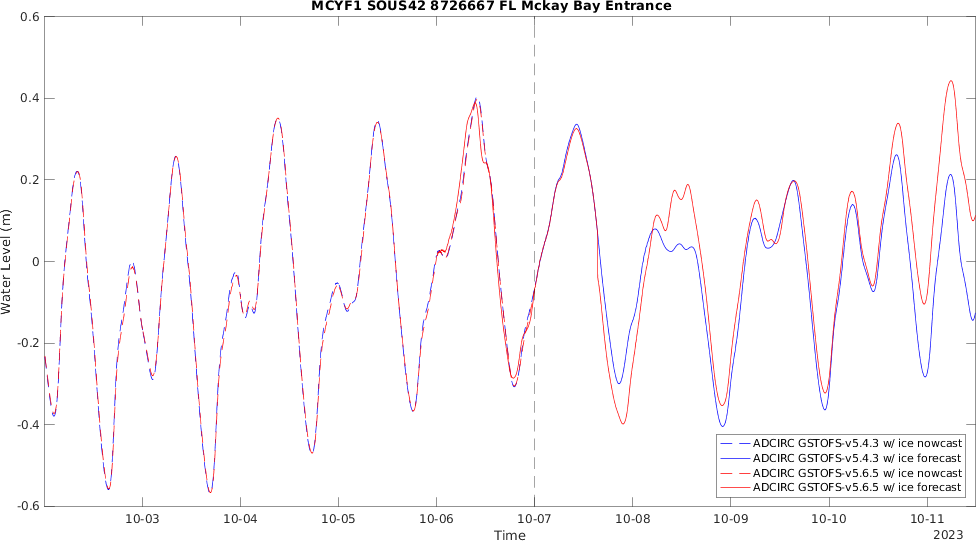 MCYF1 SOUS42 8726667 FL Mckay Bay Entrance
0.6
0.4
0.2
0
-0.2
-0.4
-0.6
Water Level (m)
ADCIRC GSTOFS-v5.4.3 w/ ice nowcast
ADCIRC GSTOFS-v5.4.3 w/ ice forecast
ADCIRC GSTOFS-v5.6.5 w/ ice nowcast
ADCIRC GSTOFS-v5.6.5 w/ ice forecast
10-03 10-04 10-05 10-06 10-07 10-08 10-09 10-10 10-11
Time
2023